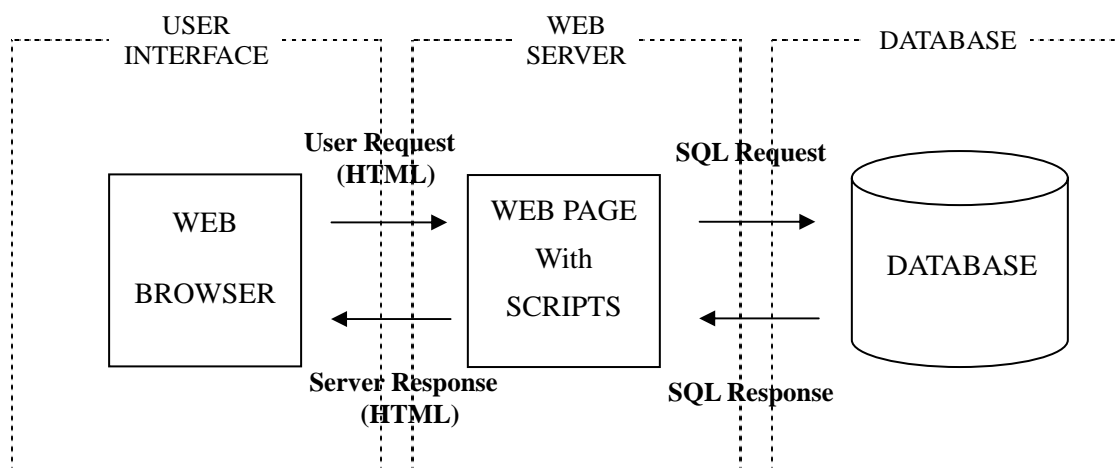 USER
INTERFACE
WEB
SERVER
DATABASE
User Request
(HTML)
SQL Request
WEB
BROWSER
WEB PAGE
With
SCRIPTS
DATABASE
Server Response
(HTML)
SQL Response